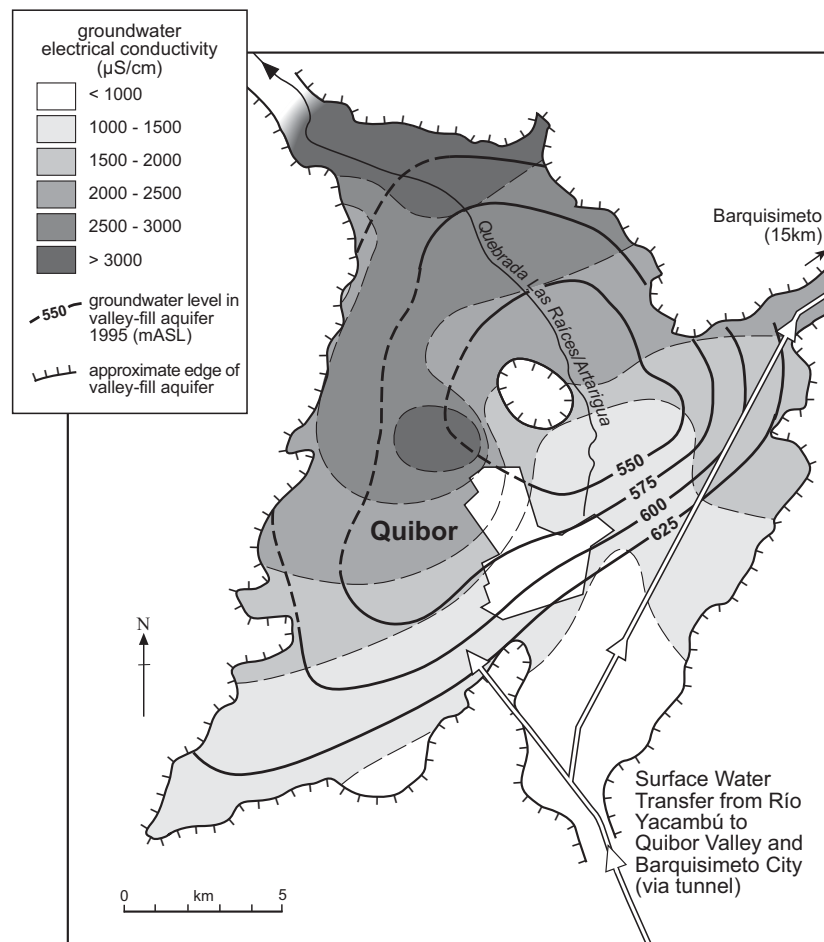 groundwater
electrical conductivity
(µS/cm)
< 1000
1000 - 1500
1500 - 2000
2000 - 2500
2500 - 3000
> 3000
550
groundwater level in
valley-fill aquifer
1995 (mASL)
approximate edge of
valley-fill aquifer
Barquisimeto
(15km)
Quebrada Las Raíces/Artarigua
550
575
600
625
Quibor
N
Surface Water
Transfer from Río
Yacambú to
Quibor Valley and
Barquisimeto City
(via tunnel)
0 km 5